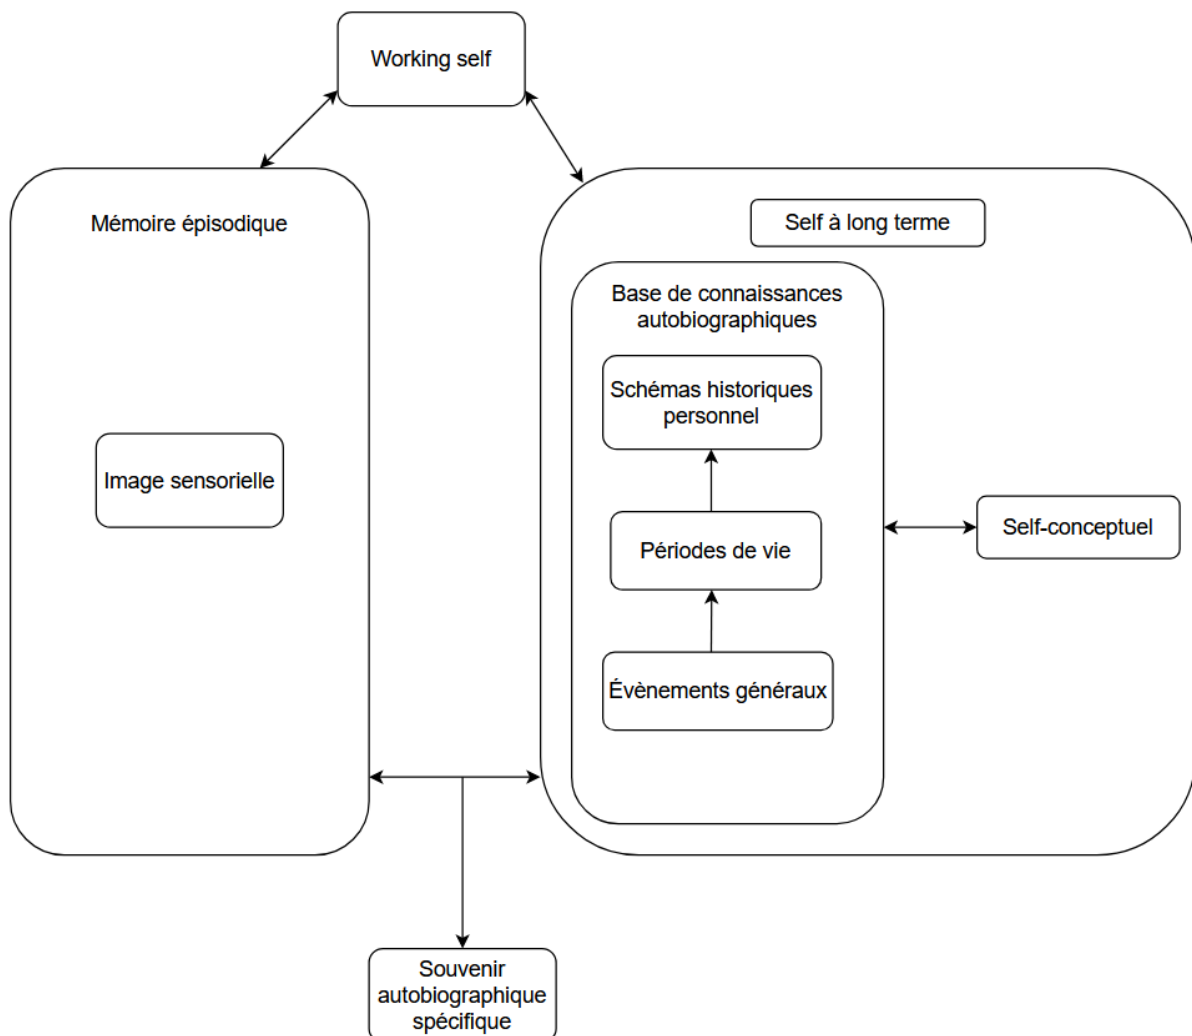 Working self
Mémoire épisodique
Image sensorielle
Self à long terme
Base de connaissances
autobiographiques
Schémas historiques
personnel
Périodes de vie
Évènements généraux
Self-conceptuel
Souvenir
autobiographique
spécifique